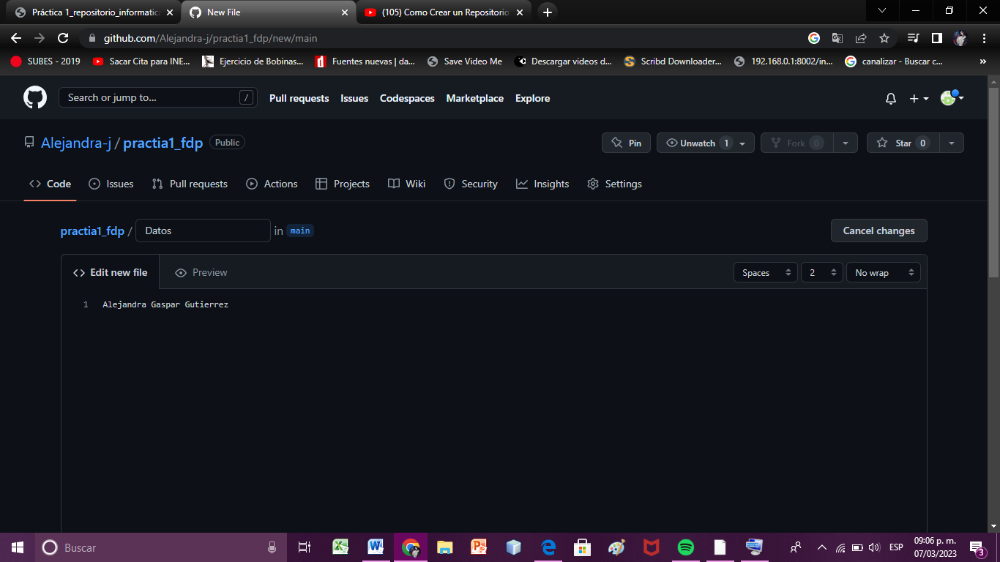 Práctica 1_repositorio_informatica
New File
(105) Como Crear un Repositorio
github.com/Alejandra-j/practia1_fdp/new/main
SUBES - 2019
Sacar Cita para INE...
Ejercicio de Bobinas...
Fuentes nuevas | da...
Save Video Me
Descargar videos d...
Scribd Downloader...
192.168.0.1:8002/in...
canalizar - Buscar c...
»
Search or jump to...
/
Pull requests
Issues
Codespaces
Marketplace
Explore
Alejandra-j / practia1_fdp
Public
Pin
Unwatch 1
Fork 0
Star 0
Code
Issues
Pull requests
Actions
Projects
Wiki
Security
Insights
Settings
practia1_fdp / Datos in main
Cancel changes
Edit new file
Preview
Spaces
2
No wrap
1 Alejandra Gaspar Gutierrez
Buscar
ESP
09:06 p. m.
07/03/2023
3